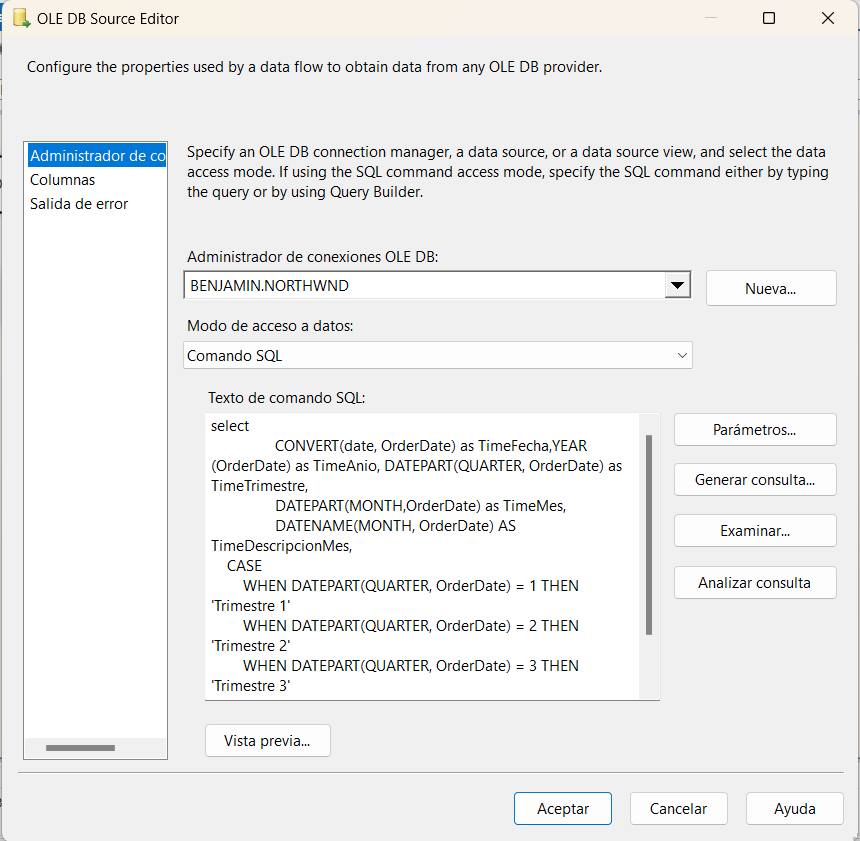 OLE DB Source Editor
Configure the properties used by a data flow to obtain data from any OLE DB provider.
Administrador de co
Columnas
Salida de error
Specify an OLE DB connection manager, a data source, or a data source view, and select the data
access mode. If using the SQL command access mode, specify the SQL command either by typing
the query or by using Query Builder.
Administrador de conexiones OLE DB:
BENJAMIN.NORTHWND
Nueva...
Modo de acceso a datos:
Comando SQL
Texto de comando SQL:
select
CONVERT(date, OrderDate) as TimeFecha,YEAR
(OrderDate) as TimeAnio, DATEPART(QUARTER, OrderDate) as
TimeTrimestre,
DATEPART(MONTH,OrderDate) as TimeMes,
DATENAME(MONTH, OrderDate) AS
TimeDescripcionMes,
CASE
WHEN DATEPART(QUARTER, OrderDate) = 1 THEN
'Trimestre 1'
WHEN DATEPART(QUARTER, OrderDate) = 2 THEN
'Trimestre 2'
WHEN DATEPART(QUARTER, OrderDate) = 3 THEN
'Trimestre 3'
Parámetros...
Generar consulta...
Examinar...
Analizar consulta
Vista previa...
Aceptar
Cancelar
Ayuda